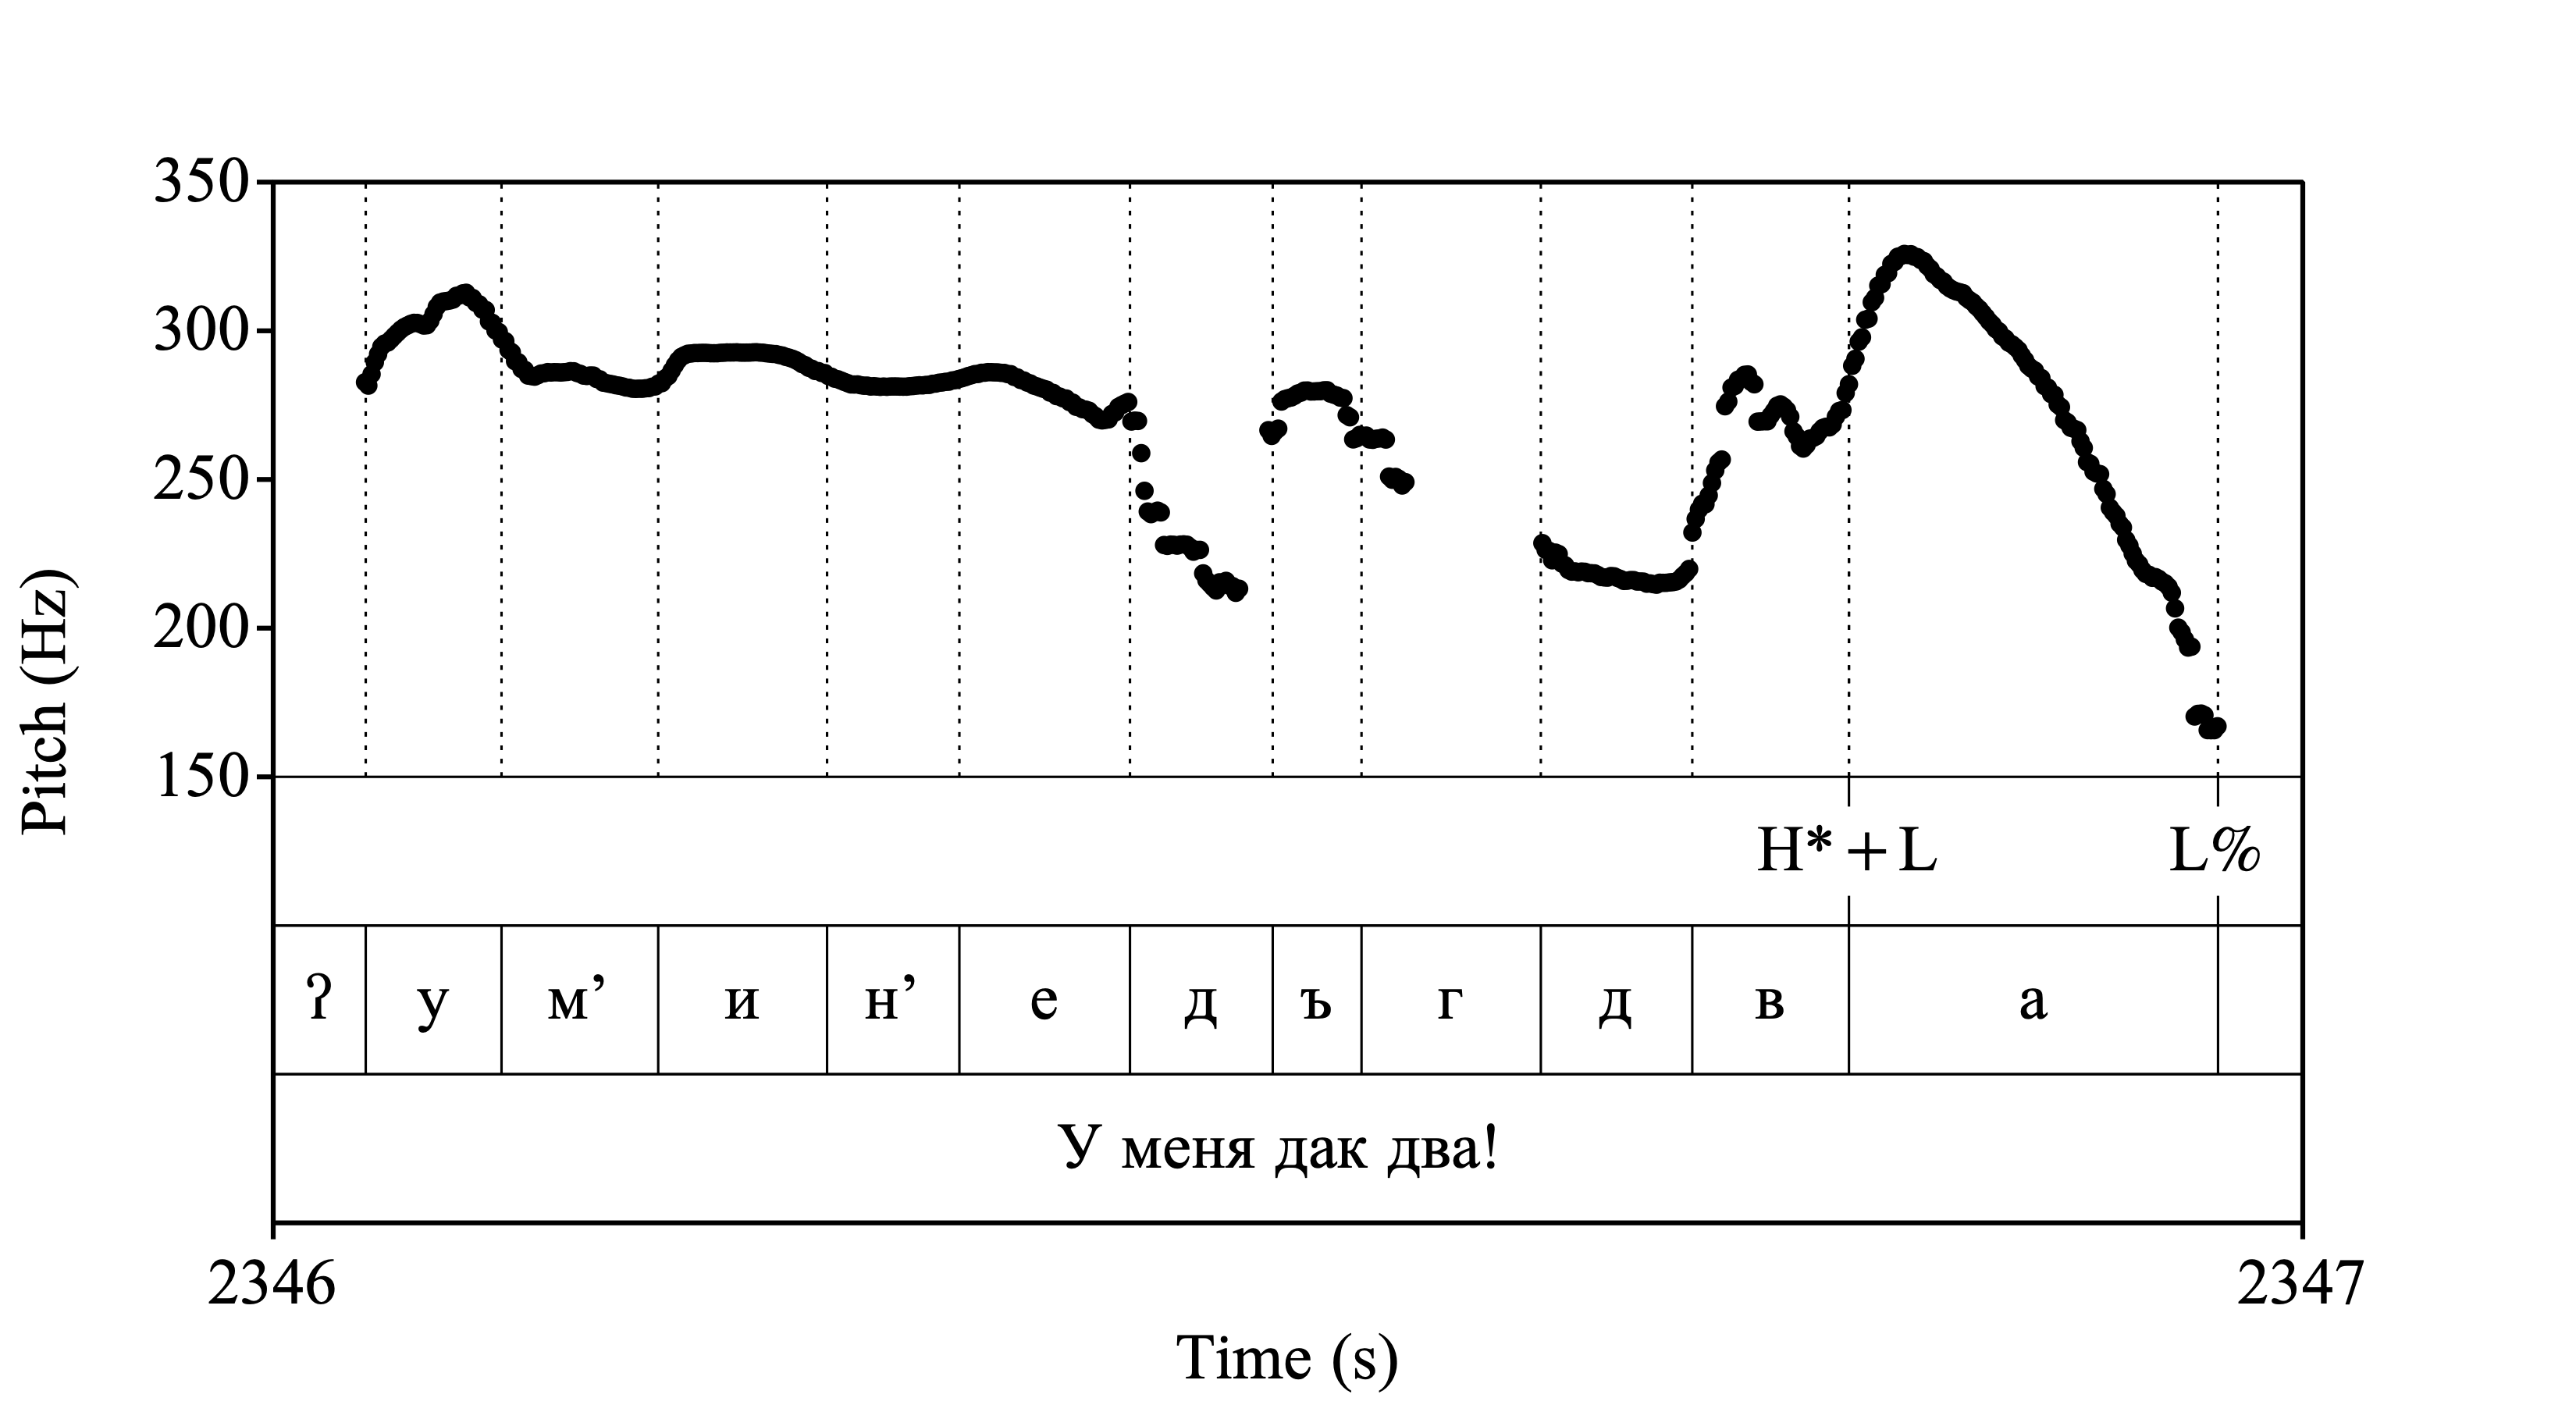 350
300
250
200
150
Pitch (Hz)
H* + L L%
ʔ у м’ и н’ е д ъ г д в а
У меня дак два!
2346 2347
Time (s)